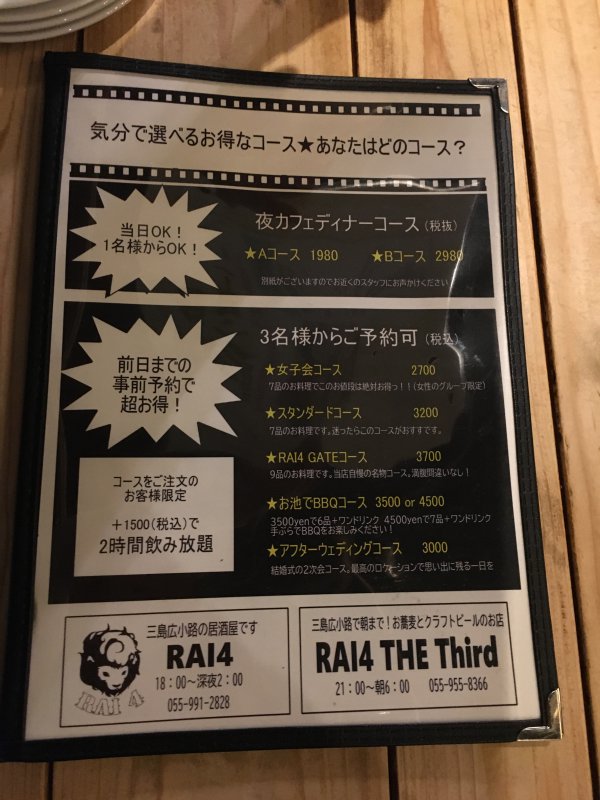 気分で選べるお得なコース★あなたはどのコース？
当日OK！
1名様からOK！
夜カフェディナーコース（税抜）
★Aコース 1980 ★Bコース 2980
別紙がございますのでお近くのスタッフにお声かけください
前日までの
事前予約で
超お得！
3名様からご予約可（税込）
★女子会コース 2700
7品のお料理でこのお値段は絶対お得っ！！（女性のグループ限定）
★スタンダードコース 3200
7品のお料理です。迷ったらこのコースがおすすです。
★RAI4 GATEコース 3700
9品のお料理です。当店自慢の名物コース。満腹間違いなし！
★お池でBBQコース 3500 or 4500
3500yenで6品＋ワンドリンク 4500yenで7品＋ワンドリンク
手ぶらでBBQをお楽しみください！
★アフターウェディングコース 3000
結婚式の2次会コース。最高のロケーションで思い出に残る一日を
コースをご注文の
お客様限定
＋1500（税込）で
2時間飲み放題
三島広小路の居酒屋です
RAI4
18：00～深夜2：00
055-991-2828
RAI 4
三島広小路で朝まで！お蕎麦とクラフトビールのお店
RAI4 THE Third
21：00～朝6：00 055-955-8366